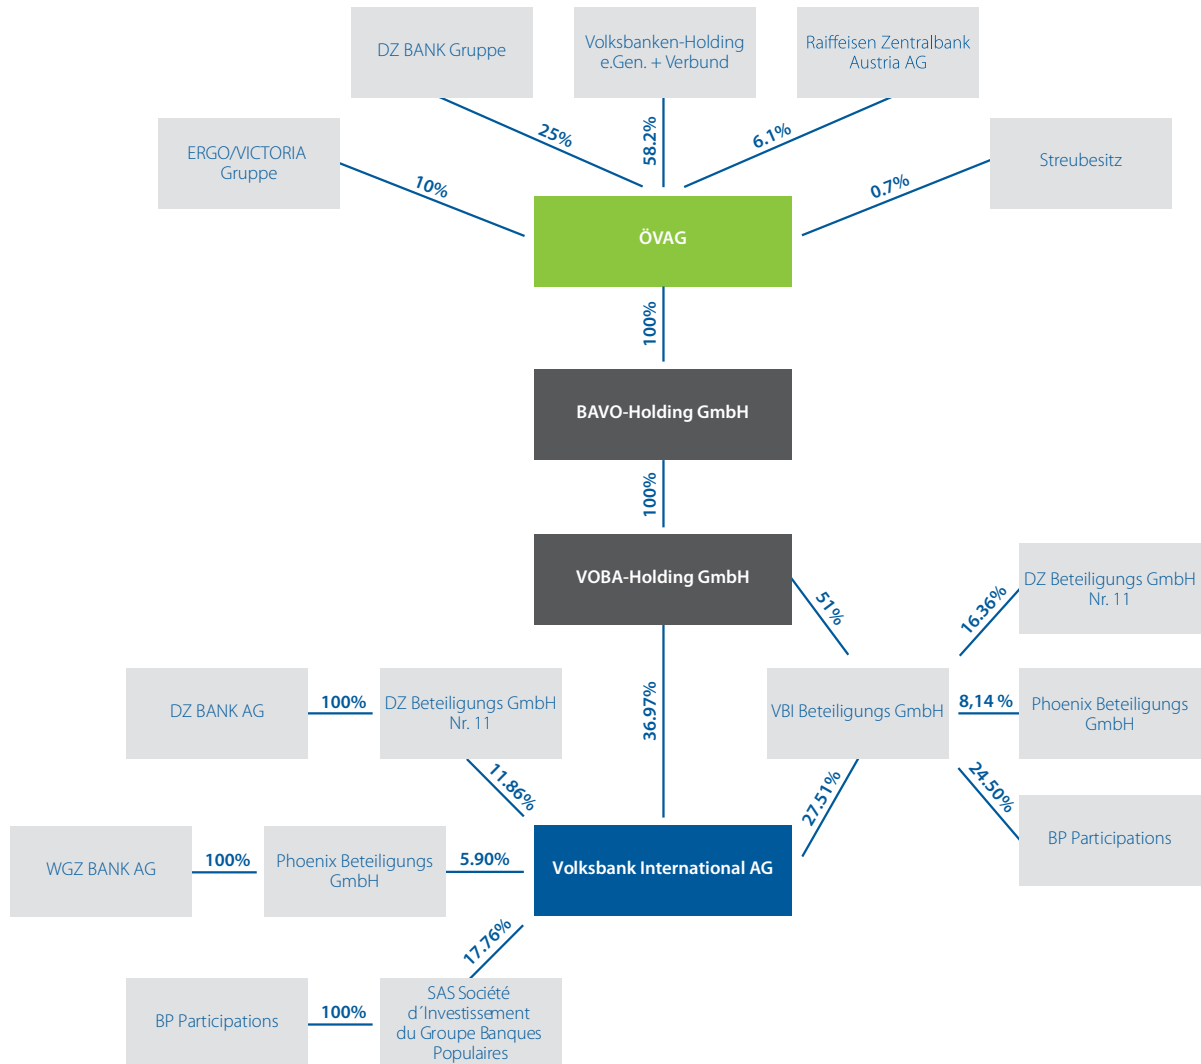 DZ BANK Gruppe
Volksbanken-Holding
e.Gen. + Verbund
Raiffeisen Zentralbank
Austria AG
ERGO/VICTORIA
Gruppe
Streubesitz
25%
58.2%
6.1%
10%
0.7%
ÖVAG
100%
BAVO-Holding GmbH
100%
VOBA-Holding GmbH
51%
36.97%
DZ Beteiligungs GmbH
Nr. 11
16.36%
DZ BANK AG
100%
DZ Beteiligungs GmbH
Nr. 11
VBI Beteiligungs GmbH
8,14 %
Phoenix Beteiligungs
GmbH
11.86%
27.51%
24.50%
BP Participations
WGZ BANK AG
100%
Phoenix Beteiligungs
GmbH
5.90%
Volksbank International AG
17.76%
BP Participations
100%
SAS Société
d´Investissement
du Groupe Banques
Populaires